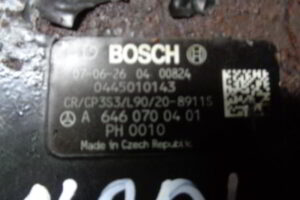 BOSCH
07-06-26 04 00824
0445010143
CR/CP3S3/L90/20-8911S
A 646 070 04 01
PH 0010
Made in Czech Republic